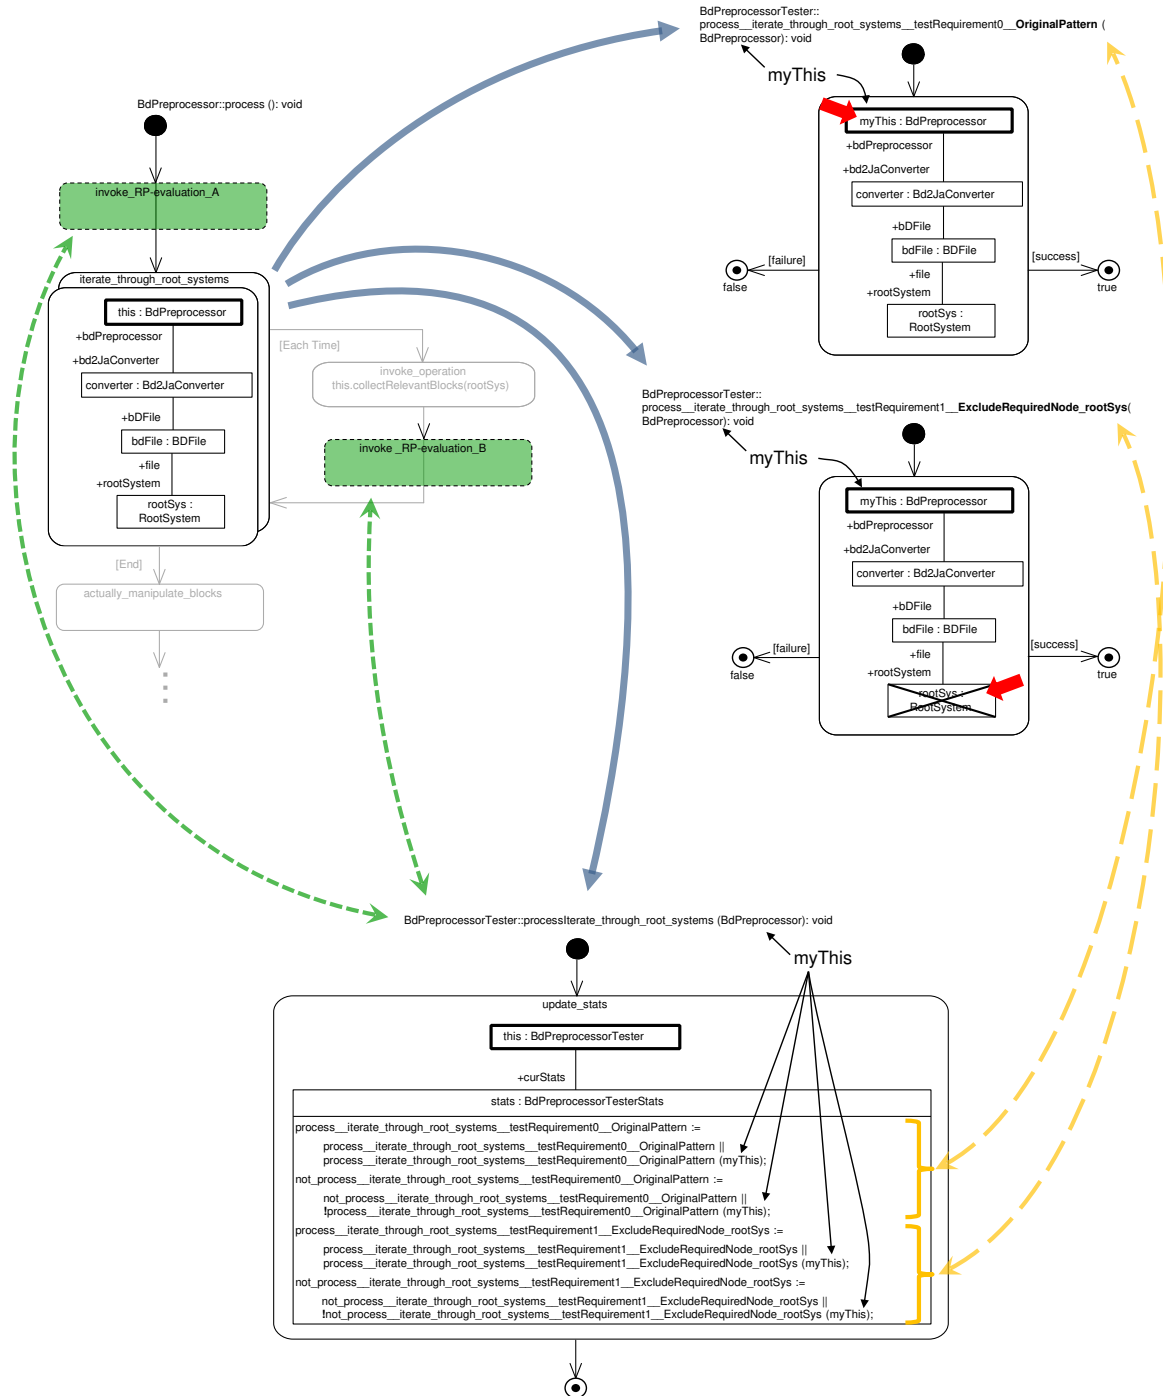 BdPreprocessorTester::
process__iterate_through_root_systems__testRequirement0__OriginalPattern (
BdPreprocessor): void
myThis
myThis : BdPreprocessor
+bdPreprocessor
+bd2JaConverter
converter : Bd2JaConverter
+bDFile
bdFile : BDFile
+file
+rootSystem
rootSys :
RootSystem
[failure]
false
[success]
true
BdPreprocessor::process (): void
invoke_RP-evaluation_A
iterate_through_root_systems
this : BdPreprocessor
+bdPreprocessor
+bd2JaConverter
converter : Bd2JaConverter
+bDFile
bdFile : BDFile
+file
+rootSystem
rootSys :
RootSystem
[Each Time]
invoke_operation
this.collectRelevantBlocks(rootSys)
invoke _RP-evaluation_B
[End]
actually_manipulate_blocks
BdPreprocessorTester::
process__iterate_through_root_systems__testRequirement1__ExcludeRequiredNode_rootSys(
BdPreprocessor): void
myThis
myThis : BdPreprocessor
+bdPreprocessor
+bd2JaConverter
converter : Bd2JaConverter
+bDFile
bdFile : BDFile
+file
+rootSystem
rootSys :
RootSystem
[failure]
false
[success]
true
BdPreprocessorTester::processIterate_through_root_systems (BdPreprocessor): void
myThis
update_stats
this : BdPreprocessorTester
+curStats
stats : BdPreprocessorTesterStats
process__iterate_through_root_systems__testRequirement0__OriginalPattern :=
process__iterate_through_root_systems__testRequirement0__OriginalPattern ||
process__iterate_through_root_systems__testRequirement0__OriginalPattern (myThis);
not_process__iterate_through_root_systems__testRequirement0__OriginalPattern :=
not_process__iterate_through_root_systems__testRequirement0__OriginalPattern ||
!process__iterate_through_root_systems__testRequirement0__OriginalPattern (myThis);
process__iterate_through_root_systems__testRequirement1__ExcludeRequiredNode_rootSys :=
process__iterate_through_root_systems__testRequirement1__ExcludeRequiredNode_rootSys ||
process__iterate_through_root_systems__testRequirement1__ExcludeRequiredNode_rootSys (myThis);
not_process__iterate_through_root_systems__testRequirement1__ExcludeRequiredNode_rootSys :=
not_process__iterate_through_root_systems__testRequirement1__ExcludeRequiredNode_rootSys ||
!not_process__iterate_through_root_systems__testRequirement1__ExcludeRequiredNode_rootSys (myThis);